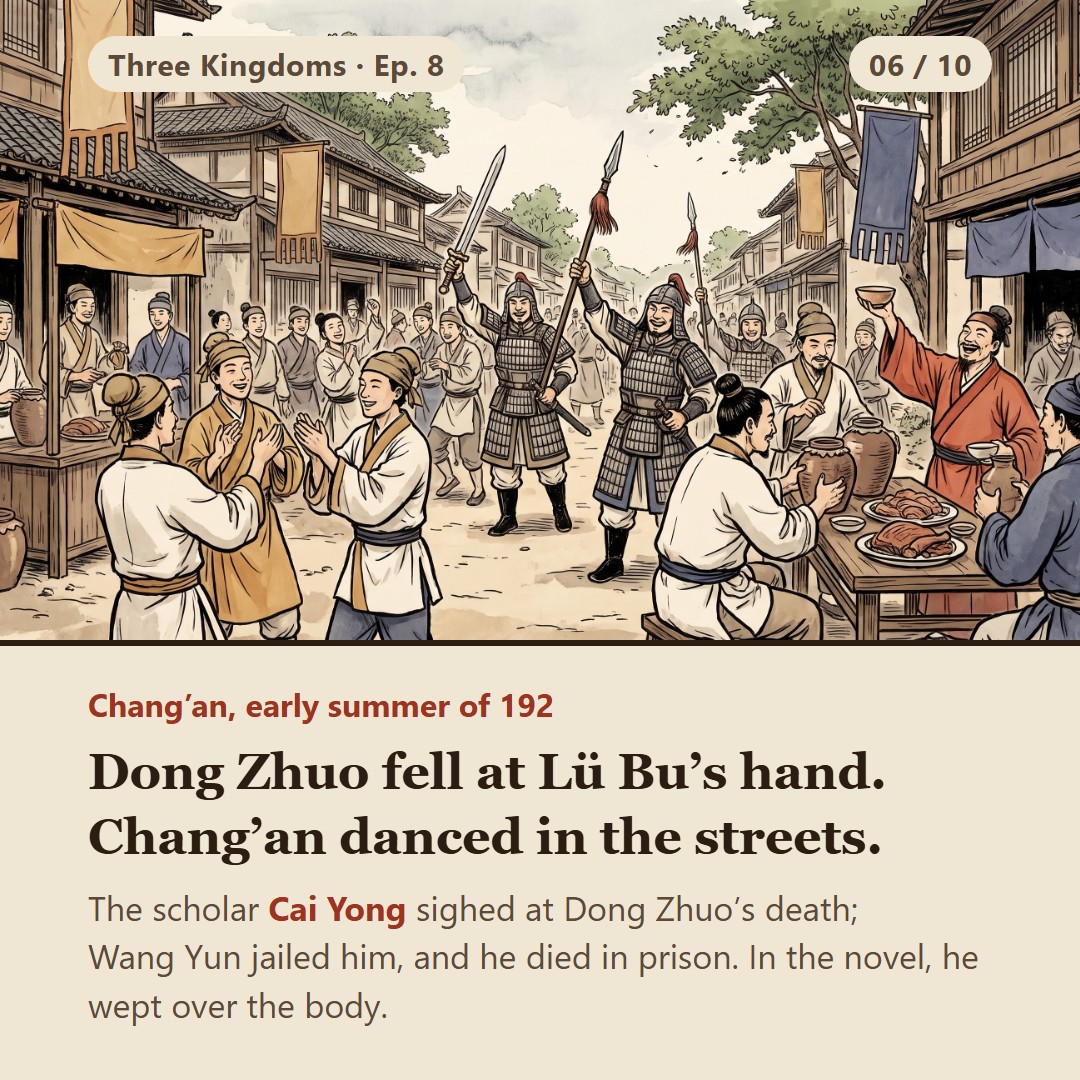 Three Kingdoms · Ep. 8
06 / 10
Chang’an, early summer of 192
Dong Zhuo fell at Lü Bu’s hand.
Chang’an danced in the streets.
The scholar Cai Yong sighed at Dong Zhuo’s death;
Wang Yun jailed him, and he died in prison. In the novel, he
wept over the body.